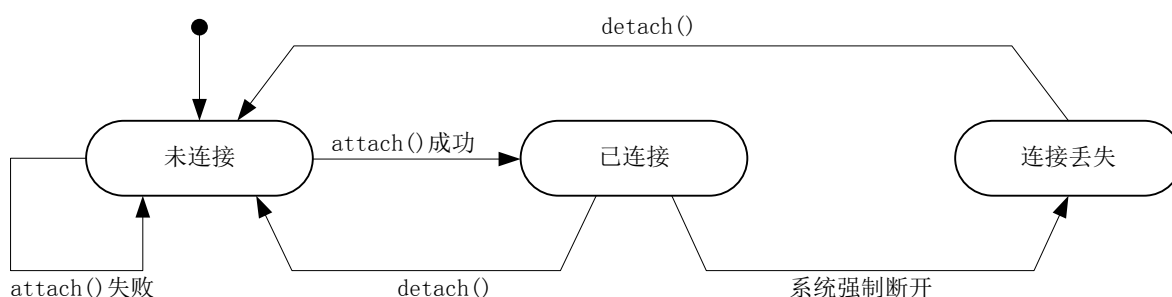 detach()
attach()成功
未连接
已连接
连接丢失
attach()失败
detach()
系统强制断开